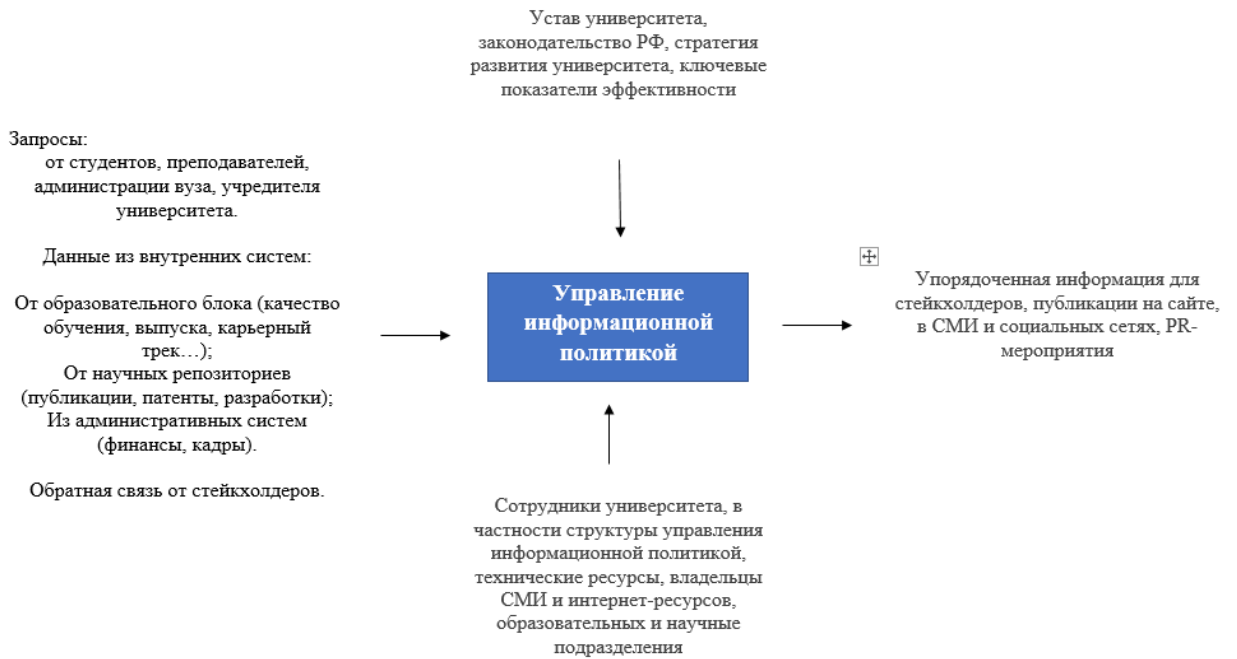 Устав университета,
законодательство РФ, стратегия
развития университета, ключевые
показатели эффективности
Запросы:
от студентов, преподавателей,
администрации вуза, учредителя
университета.
Данные из внутренних систем:
От образовательного блока (качество
обучения, выпуска, карьерный
трек…);
От научных репозиториев
(публикации, патенты, разработки);
Из административных систем
(финансы, кадры).
Обратная связь от стейкхолдеров.
Управление
информационной
политикой
Упорядоченная информация для
стейкхолдеров, публикации на сайте,
в СМИ и социальных сетях, PR-
мероприятия
Сотрудники университета, в
частности структуры управления
информационной политикой,
технические ресурсы, владельцы
СМИ и интернет-ресурсов,
образовательных и научные
подразделения